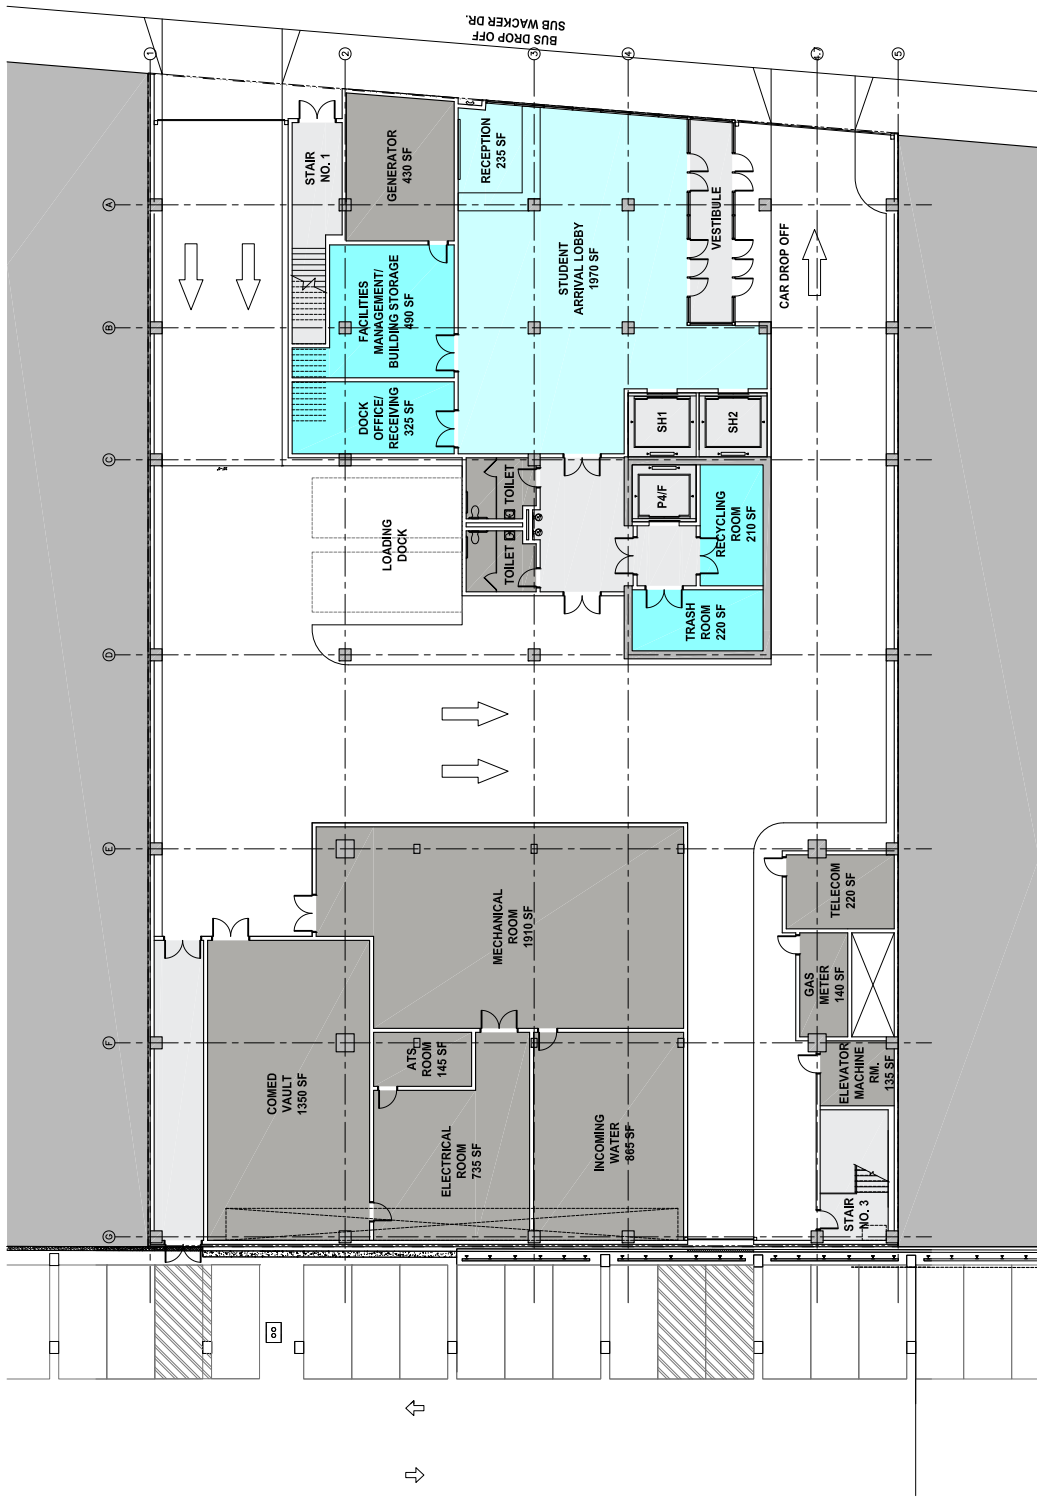 BUS DROP OFF
SUB WACKER DR.
1
2
3
4
4.7
5
A
B
C
D
E
F
G
STAIR
NO. 1
GENERATOR
430 SF
RECEPTION
235 SF
STUDENT
ARRIVAL LOBBY
1970 SF
VESTIBULE
CAR DROP OFF
FACILITIES
MANAGEMENT/
BUILDING STORAGE
490 SF
DOCK
OFFICE/
RECEIVING
325 SF
SH1
SH2
P4/F
LOADING
DOCK
TOILET
TOILET
RECYCLING
ROOM
210 SF
TRASH
ROOM
220 SF
MECHANICAL
ROOM
1910 SF
TELECOM
220 SF
GAS
METER
140 SF
COMED
VAULT
1350 SF
ATS
ROOM
145 SF
ELEVATOR
MACHINE
RM.
135 SF
ELECTRICAL
ROOM
735 SF
INCOMING
WATER
865 SF
STAIR
NO. 3